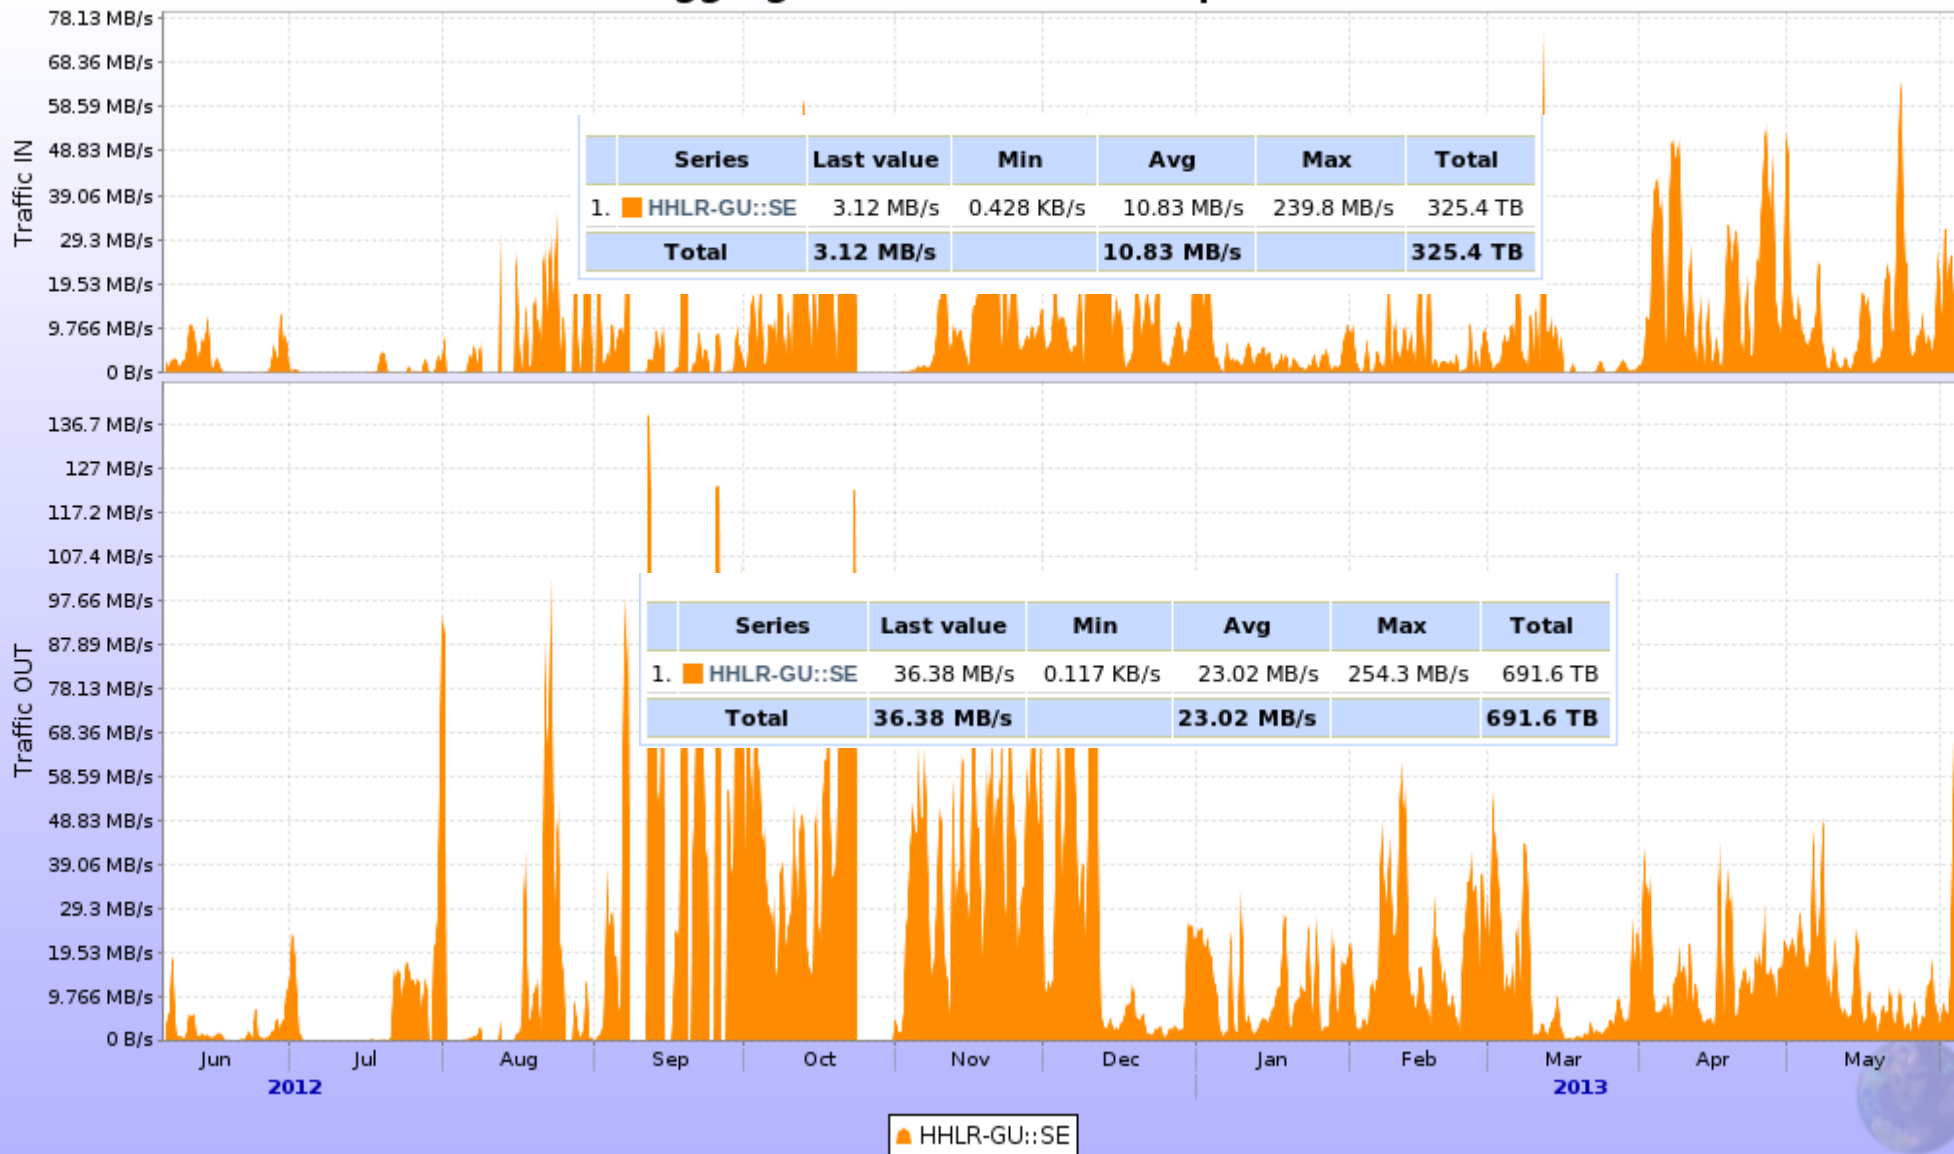 78.13 MB/s
68.36 MB/s
58.59 MB/s
48.83 MB/s
39.06 MB/s
29.3 MB/s
19.53 MB/s
9.766 MB/s
0 B/s
Traffic IN
Series Last value Min Avg Max Total
1. HHLR-GU::SE 3.12 MB/s 0.428 KB/s 10.83 MB/s 239.8 MB/s 325.4 TB
Total 3.12 MB/s 10.83 MB/s 325.4 TB
136.7 MB/s
127 MB/s
117.2 MB/s
107.4 MB/s
97.66 MB/s
87.89 MB/s
78.13 MB/s
68.36 MB/s
58.59 MB/s
48.83 MB/s
39.06 MB/s
29.3 MB/s
19.53 MB/s
9.766 MB/s
0 B/s
Traffic OUT
Series Last value Min Avg Max Total
1. HHLR-GU::SE 36.38 MB/s 0.117 KB/s 23.02 MB/s 254.3 MB/s 691.6 TB
Total 36.38 MB/s 23.02 MB/s 691.6 TB
Jun Jul Aug Sep Oct Nov Dec Jan Feb Mar Apr May
2012 2013
HHLR-GU::SE